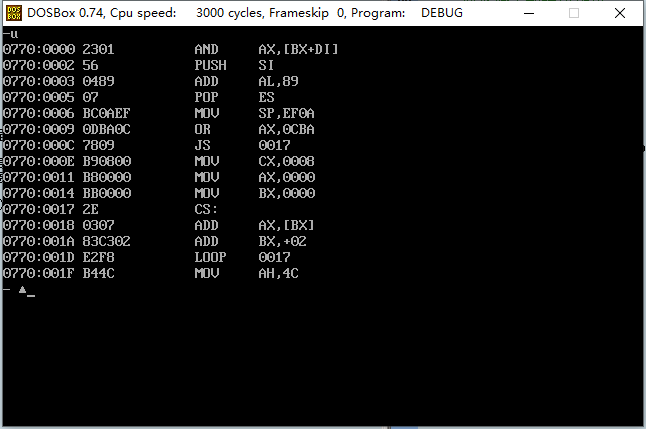 DOS BOX DOSBox 0.74, Cpu speed: 3000 cycles, Frameskip 0, Program: DEBUG
-u
0770:0000 2301 AND AX,[BX+DI]
0770:0002 56 PUSH SI
0770:0003 0489 ADD AL,89
0770:0005 07 POP ES
0770:0006 BC0AEF MOV SP,EF0A
0770:0009 0DBA0C OR AX,0CBA
0770:000C 7809 JS 0017
0770:000E B90800 MOV CX,0008
0770:0011 B80000 MOV AX,0000
0770:0014 BB0000 MOV BX,0000
0770:0017 2E CS:
0770:0018 0307 ADD AX,[BX]
0770:001A 83C302 ADD BX,+02
0770:001D E2F8 LOOP 0017
0770:001F B44C MOV AH,4C
- ▲_